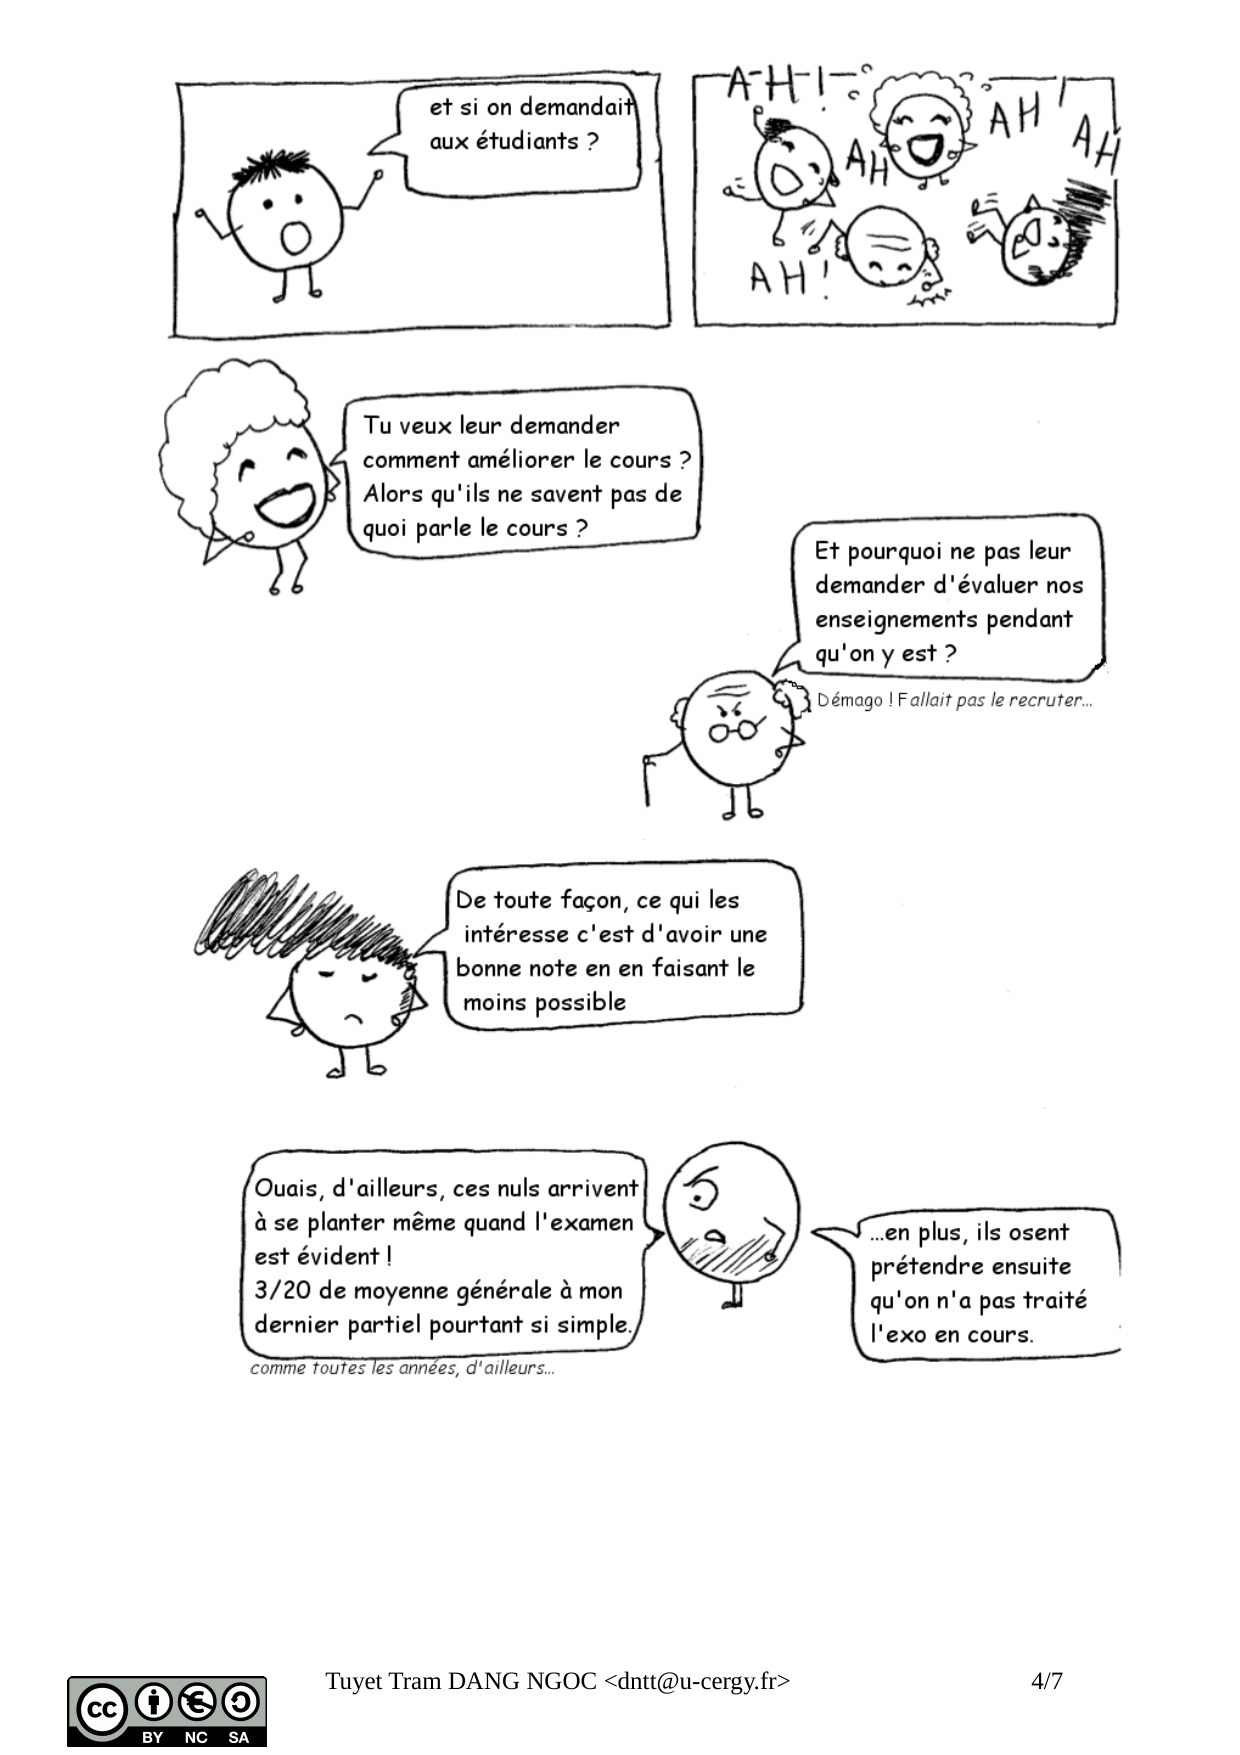 et si on demandait
aux étudiants ?
AH !
AH
AH !
AH
AH !
Tu veux leur demander
comment améliorer le cours ?
Alors qu'ils ne savent pas de
quoi parle le cours ?
Et pourquoi ne pas leur
demander d'évaluer nos
enseignements pendant
qu'on y est ?
Démago ! Fallait pas le recruter...
De toute façon, ce qui les
intéresse c'est d'avoir une
bonne note en en faisant le
moins possible
Ouais, d'ailleurs, ces nuls arrivent
à se planter même quand l'examen
est évident !
3/20 de moyenne générale à mon
dernier partiel pourtant si simple.
comme toutes les années, d'ailleurs...
...en plus, ils osent
prétendre ensuite
qu'on n'a pas traité
l'exo en cours.
Tuyet Tram DANG NGOC <dntt@u-cergy.fr>
4/7
cc
BY NC SA